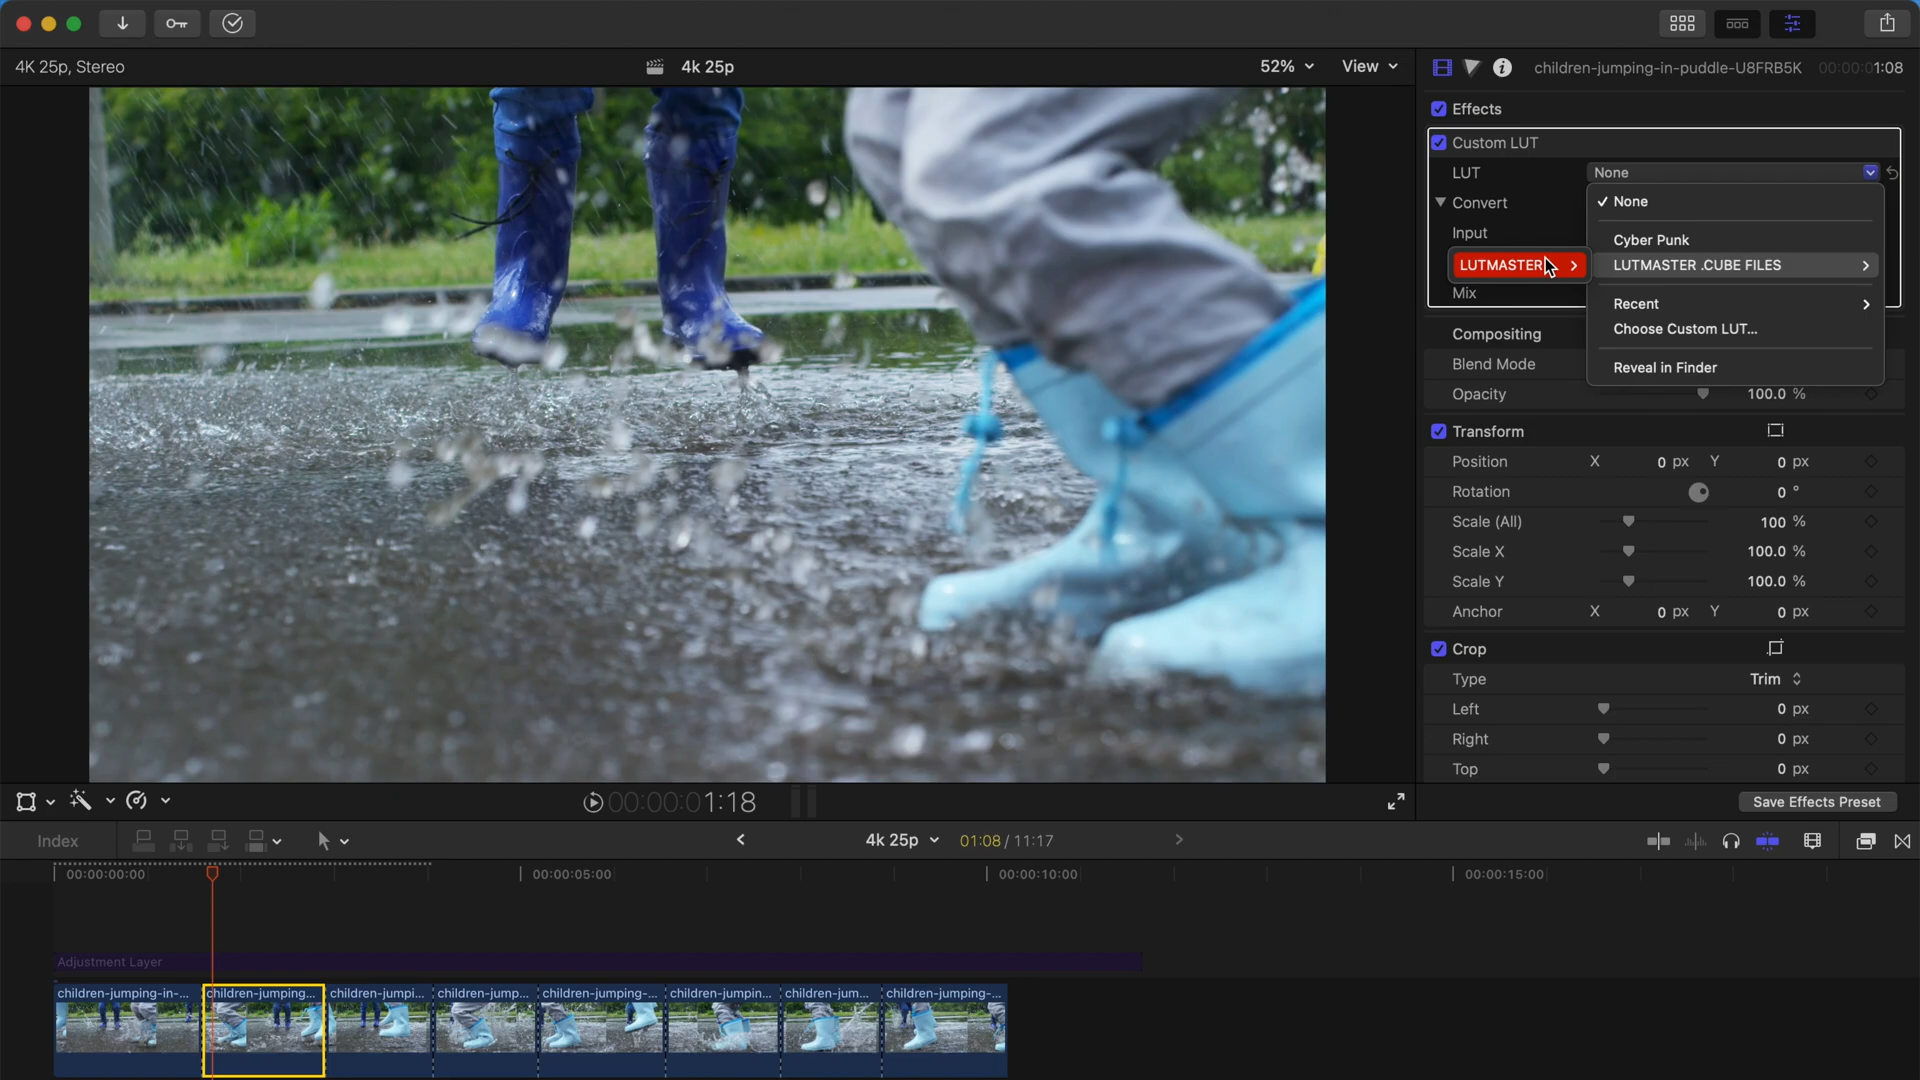 4K 25p, Stereo
4k 25p
52%
View
children-jumping-in-puddle-U8FRB5K
00:00:01:08
Effects
Custom LUT
LUT
None
Convert
None
Input
Cyber Punk
LUTMASTER
LUTMASTER .CUBE FILES
Mix
Recent
Choose Custom LUT...
Compositing
Blend Mode
Reveal in Finder
Opacity
100.0 %
Transform
Position X 0 px Y 0 px
Rotation 0 °
Scale (All) 100 %
Scale X 100.0 %
Scale Y 100.0 %
Anchor X 0 px Y 0 px
Crop
Type Trim
Left 0 px
Right 0 px
Top 0 px
00:00:01:18
Save Effects Preset
Index
4k 25p
01:08 / 11:17
00:00:00:00
00:00:05:00
00:00:10:00
00:00:15:00
Adjustment Layer
children-jumping-in-...
children-jumping...
children-jumpi...
children-jump...
children-jumping-...
children-jumpin...
children-jum...
children-jumping-...